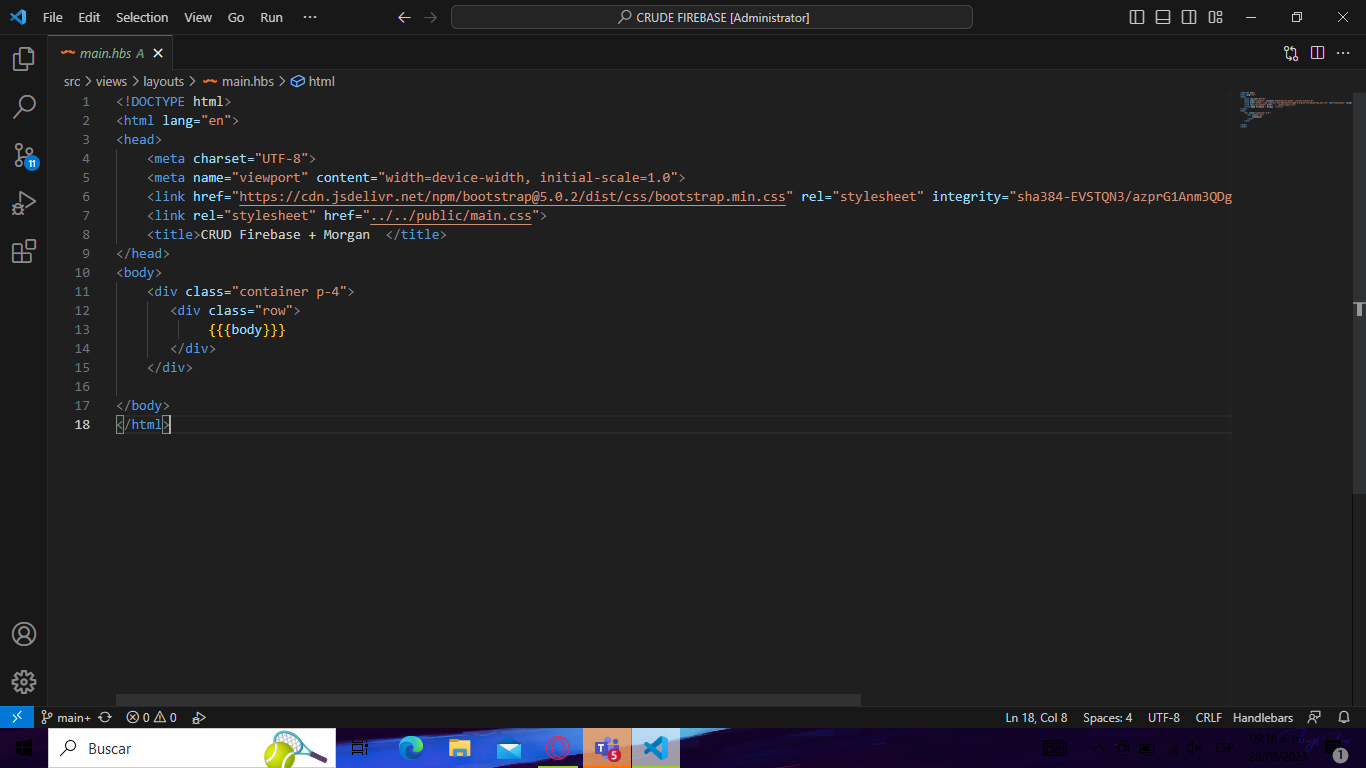 File Edit Selection View Go Run ··· CRUDE FIREBASE [Administrator]
main.hbs A
src > views > layouts > main.hbs > html
1 <!DOCTYPE html>
2 <html lang="en">
3 <head>
4 <meta charset="UTF-8">
5 <meta name="viewport" content="width=device-width, initial-scale=1.0">
6 <link href="https://cdn.jsdelivr.net/npm/bootstrap@5.0.2/dist/css/bootstrap.min.css" rel="stylesheet" integrity="sha384-EVSTQN3/azprG1Anm3QDg
7 <link rel="stylesheet" href="../../public/main.css">
8 <title>CRUD Firebase + Morgan  </title>
9 </head>
10 <body>
11 <div class="container p-4">
12 <div class="row">
13 {{{body}}}
14 </div>
15 </div>
16
17 </body>
18 </html>
11
main+ 0 0 Ln 18, Col 8 Spaces: 4 UTF-8 CRLF Handlebars
Buscar 5 ESP 1